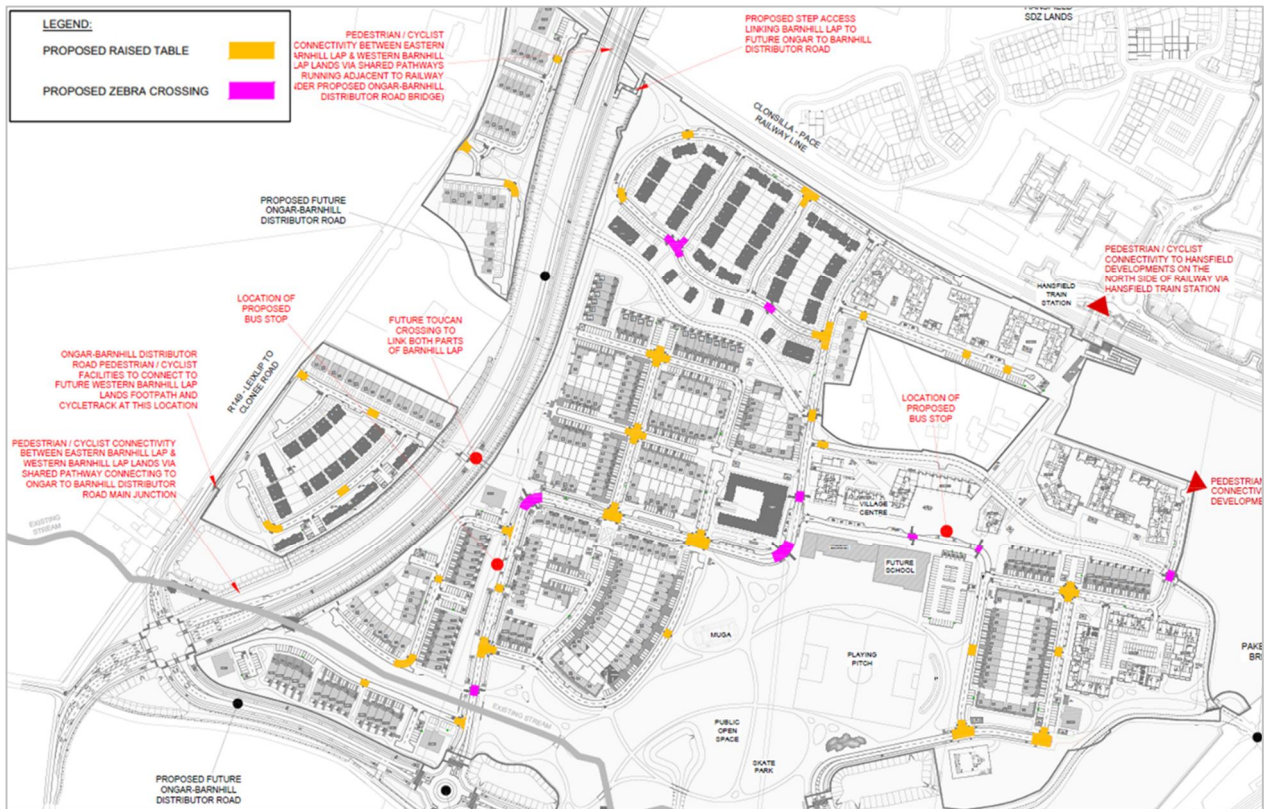 LEGEND:
PROPOSED RAISED TABLE
PROPOSED ZEBRA CROSSING
PEDESTRIAN / CYCLIST
CONNECTIVITY BETWEEN EASTERN
ARNHILL LAP & WESTERN BARNHILL
LAP LANDS VIA SHARED PATHWAYS
RUNNING ADJACENT TO RAILWAY
NDER PROPOSED ONGAR-BARNHILL
DISTRIBUTOR ROAD BRIDGE)
PROPOSED STEP ACCESS
LINKING BARNHILL LAP TO
FUTURE ONGAR TO BARNHILL
DISTRIBUTOR ROAD
SDZ LANDS
CLONSILLA - PACE
RAILWAY LINE
PROPOSED FUTURE
ONGAR-BARNHILL
DISTRIBUTOR ROAD
PEDESTRIAN / CYCLIST
CONNECTIVITY TO HANSFIELD
DEVELOPMENTS ON THE
NORTH SIDE OF RAILWAY VIA
HANSFIELD TRAIN STATION
HANSFIELD
TRAIN
STATION
LOCATION OF
PROPOSED
BUS STOP
FUTURE TOUCAN
CROSSING TO
LINK BOTH PARTS
OF BARNHILL LAP
ONGAR-BARNHILL DISTRIBUTOR
ROAD PEDESTRIAN / CYCLIST
FACILITIES TO CONNECT TO
FUTURE WESTERN BARNHILL LAP
LANDS FOOTPATH AND
CYCLETRACK AT THIS LOCATION
R149 - LEIXLIP TO
CLONEE ROAD
LOCATION OF
PROPOSED
BUS STOP
PEDESTRIAN / CYCLIST CONNECTIVITY
BETWEEN EASTERN BARNHILL LAP &
WESTERN BARNHILL LAP LANDS VIA
SHARED PATHWAY CONNECTING TO
ONGAR TO BARNHILL DISTRIBUTOR
ROAD MAIN JUNCTION
PEDESTRIAN
CONNECTIV
DEVELOPME
EXISTING
STREAM
VILLAGE
CENTRE
FUTURE
SCHOOL
MUGA
PLAYING
PITCH
PAKE
BRI
EXISTING STREAM
PUBLIC
OPEN
SPACE
SKATE
PARK
PROPOSED FUTURE
ONGAR-BARNHILL
DISTRIBUTOR ROAD